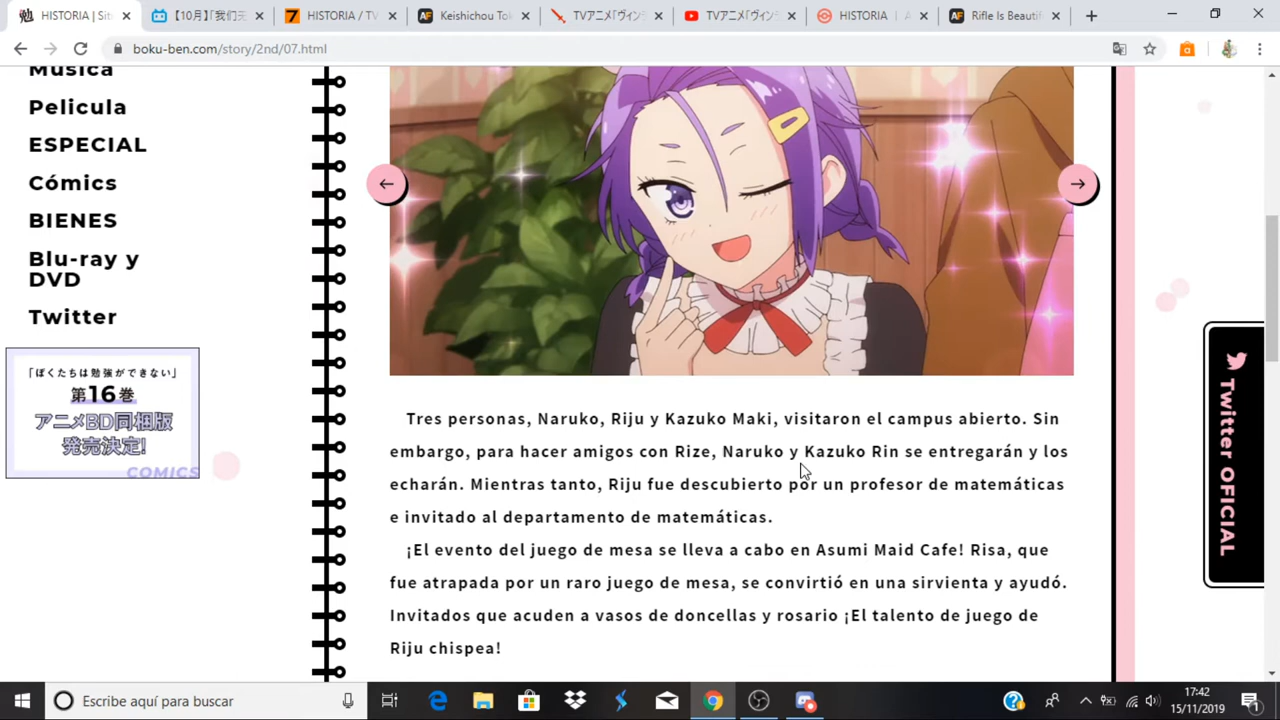 HISTORIA | Sit
【10月】「我们无
HISTORIA / TV
Keishichou Tok
TVアニメ「ヴィンラ
TVアニメ「ヴィンラ
HISTORIA | A
Rifle Is Beautif
boku-ben.com/story/2nd/07.html
Música
Pelicula
ESPECIAL
Cómics
BIENES
Blu-ray y
DVD
Twitter
「ぼくたちは勉強ができない」
第16巻
アニメBD同梱版
発売決定!
COMICS
Tres personas, Naruko, Riju y Kazuko Maki, visitaron el campus abierto. Sin
embargo, para hacer amigos con Rize, Naruko y Kazuko Rin se entregarán y los
echarán. Mientras tanto, Riju fue descubierto por un profesor de matemáticas
e invitado al departamento de matemáticas.
¡El evento del juego de mesa se lleva a cabo en Asumi Maid Cafe! Risa, que
fue atrapada por un raro juego de mesa, se convirtió en una sirvienta y ayudó.
Invitados que acuden a vasos de doncellas y rosario ¡El talento de juego de
Riju chispea!
Twitter OFICIAL
Escribe aquí para buscar
17:42
15/11/2019